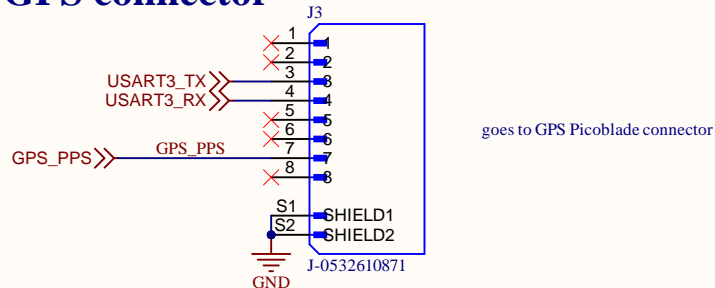 GPS connector
J3
1 1
2 2
USART3_TX 3 3
USART3_RX 4 4
5 5
goes to GPS Picoblade connector
6 6
GPS_PPS GPS_PPS 7 7
8 8
S1 SHIELD1
S2 SHIELD2
J-0532610871
GND